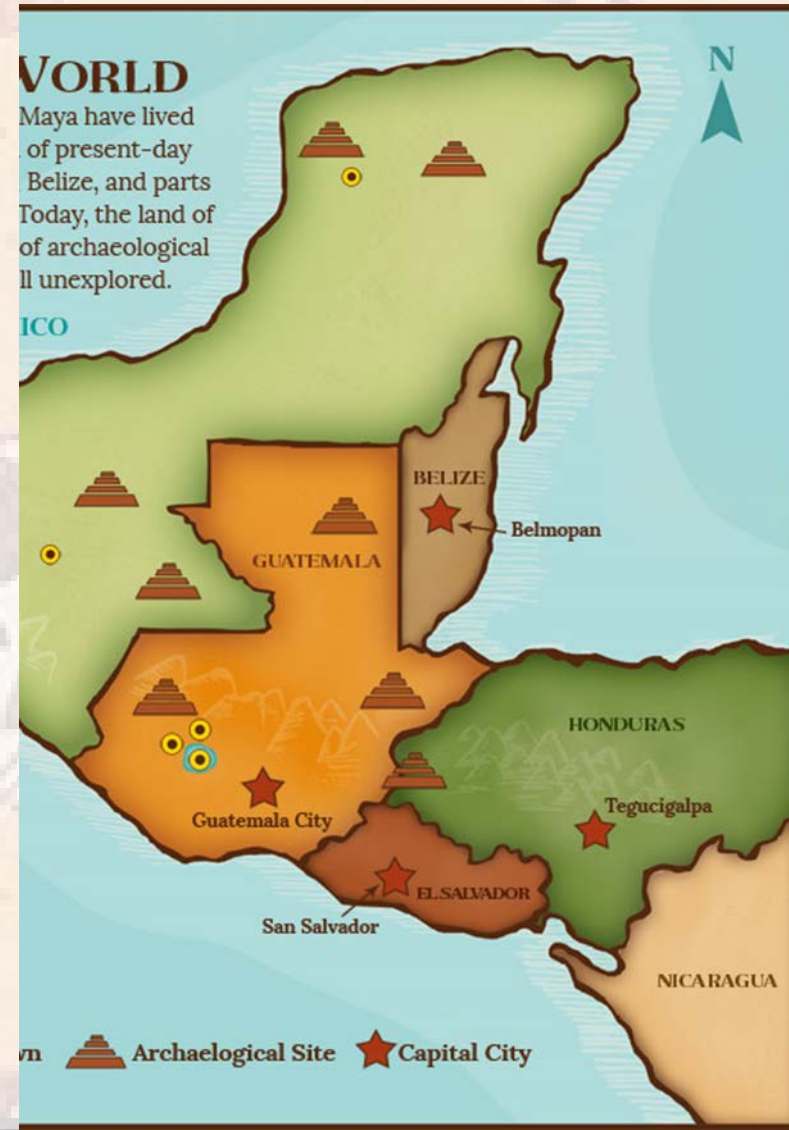 VORLD
Maya have lived
of present-day
Belize, and parts
Today, the land of
of archaeological
ll unexplored.
ICO
N
BELIZE
Belmopan
GUATEMALA
HONDURAS
Tegucigalpa
Guatemala City
EL SALVADOR
San Salvador
NICARAGUA
vn Archaelogical Site Capital City